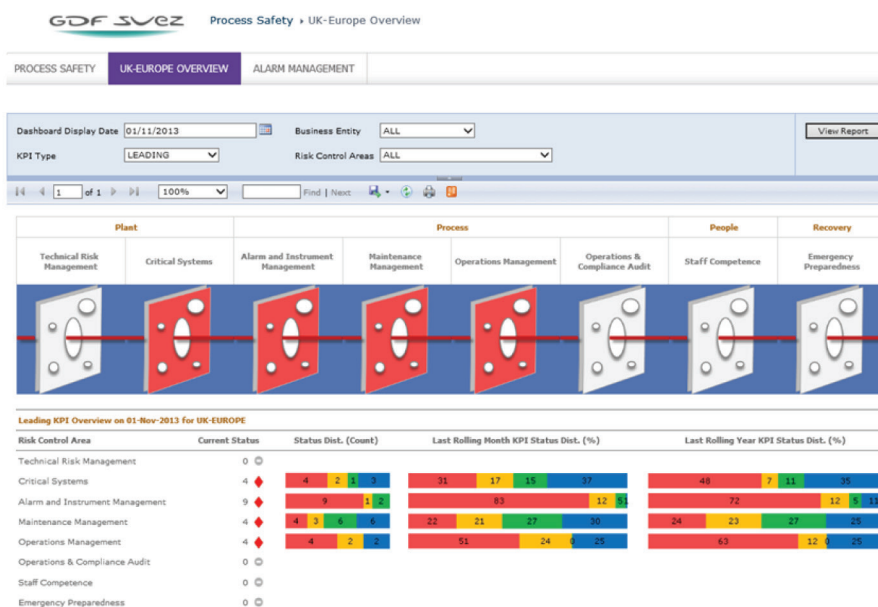 GDF SUEZ Process Safety › UK-Europe Overview
PROCESS SAFETY UK-EUROPE OVERVIEW ALARM MANAGEMENT
Dashboard Display Date 01/11/2013 Business Entity ALL View Report
KPI Type LEADING Risk Control Areas ALL
1 of 1 100% Find | Next
Plant Process People Recovery
Technical Risk Management Critical Systems Alarm and Instrument Management Maintenance Management Operations Management Operations & Compliance Audit Staff Competence Emergency Preparedness
Leading KPI Overview on 01-Nov-2013 for UK-EUROPE
Risk Control Area Current Status Status Dist. (Count) Last Rolling Month KPI Status Dist. (%) Last Rolling Year KPI Status Dist. (%)
Technical Risk Management 0
Critical Systems 4 4 2 1 3 31 17 15 37 48 7 11 35
Alarm and Instrument Management 9 9 1 2 83 12 5 1 72 12 5 11
Maintenance Management 4 4 3 6 6 22 21 27 30 24 23 27 25
Operations Management 4 4 2 2 51 24 0 25 63 12 0 25
Operations & Compliance Audit 0
Staff Competence 0
Emergency Preparedness 0